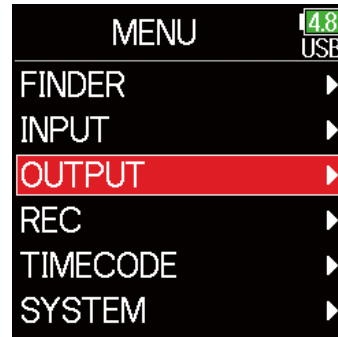 MENU
4.8
USB
FINDER
INPUT
OUTPUT
REC
TIMECODE
SYSTEM